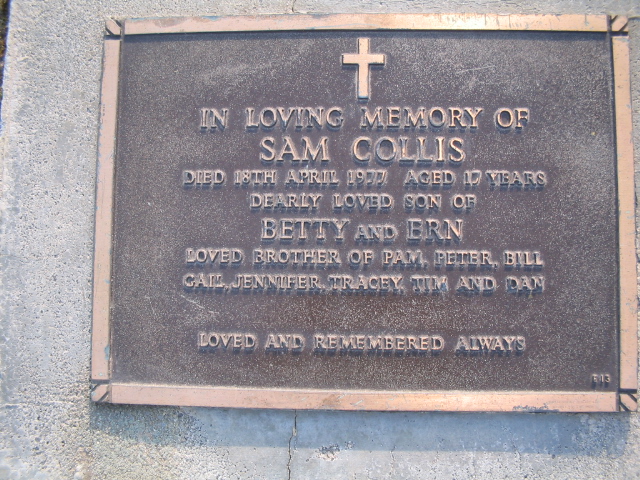 IN LOVING MEMORY OF
SAM COLLIS
DIED 18TH APRIL 1977 AGED 17 YEARS
DEARLY LOVED SON OF
BETTY AND ERN
LOVED BROTHER OF PAM, PETER, BILL
GAIL, JENNIFER, TRACEY, TIM AND DAN
LOVED AND REMEMBERED ALWAYS